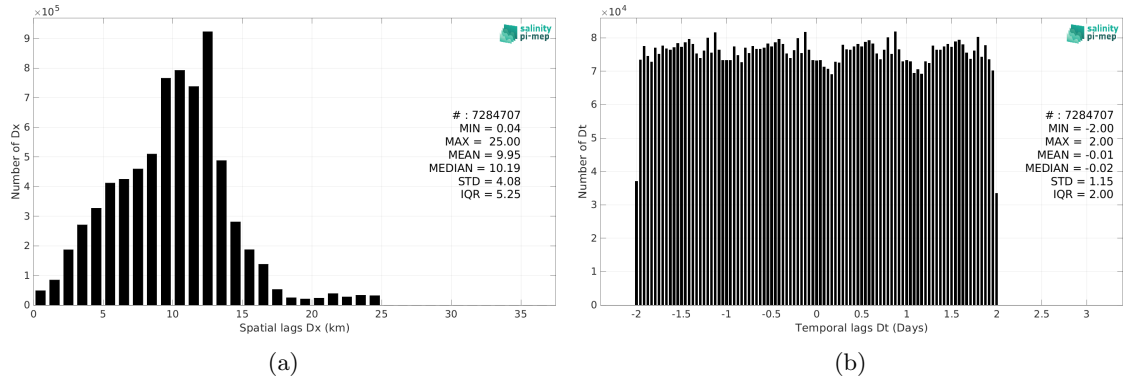 ×10⁵
9
8
7
6
5
4
3
2
1
0
Number of Dx
salinity
pi-mep
# : 7284707
MIN = 0.04
MAX = 25.00
MEAN = 9.95
MEDIAN = 10.19
STD = 4.08
IQR = 5.25
0 5 10 15 20 25 30 35
Spatial lags Dx (km)
(a)
×10⁴
8
7
6
5
4
3
2
1
0
Number of Dt
salinity
pi-mep
# : 7284707
MIN = -2.00
MAX = 2.00
MEAN = -0.01
MEDIAN = -0.02
STD = 1.15
IQR = 2.00
-2 -1.5 -1 -0.5 0 0.5 1 1.5 2 2.5 3
Temporal lags Dt (Days)
(b)